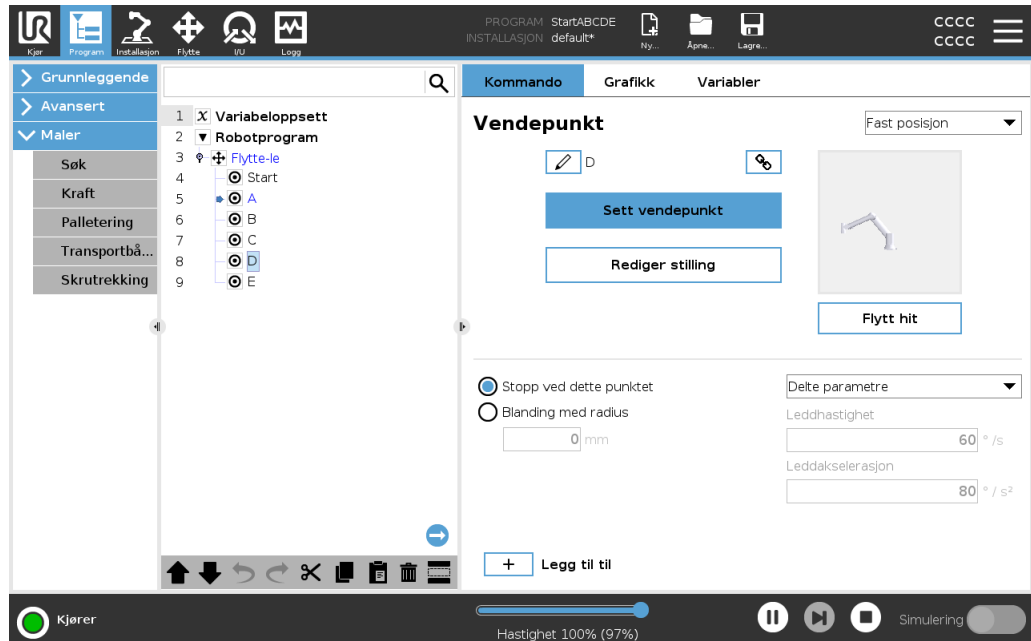 PROGRAM StartABCDE
INSTALLASJON default*
cccc
cccc
UR
Kjør
Program
Installasjon
Flytte
I/U
Logg
Ny...
Åpne...
Lagre...
Grunnleggende
Avansert
Maler
Søk
Kraft
Palletering
Transportbå...
Skrutrekking
1 x Variabeloppsett
2 Robotprogram
3 Flytte-le
4 Start
5 A
6 B
7 C
8 D
9 E
Kommando
Grafikk
Variabler
Vendepunkt
Fast posisjon
D
Sett vendepunkt
Rediger stilling
Flytt hit
Stopp ved dette punktet
Blanding med radius
0 mm
Delte parametre
Leddhastighet
60 °/s
Leddakselerasjon
80 °/s²
+ Legg til til
Kjører
Hastighet 100% (97%)
Simulering